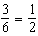 3/6 = 1/2